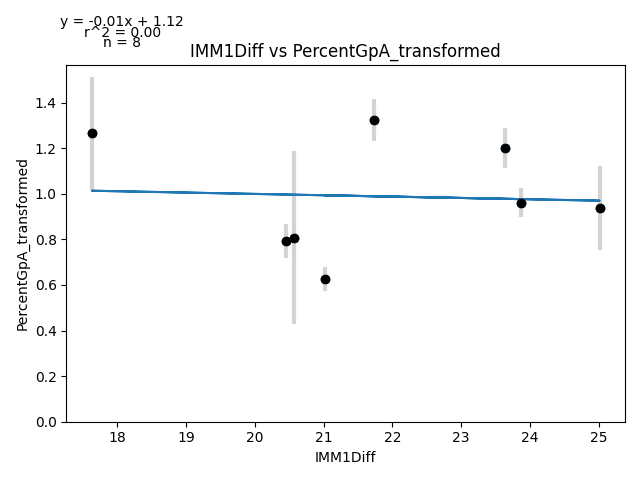 y = -0.01x + 1.12
r^2 = 0.00
n = 8
IMM1Diff vs PercentGpA_transformed
PercentGpA_transformed
1.4
1.2
1.0
0.8
0.6
0.4
0.2
0.0
18 19 20 21 22 23 24 25
IMM1Diff